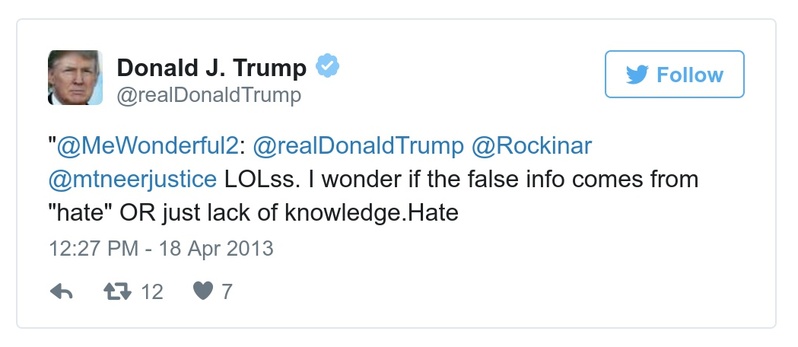 Donald J. Trump
@realDonaldTrump
Follow
"@MeWonderful2: @realDonaldTrump @Rockinar
@mtneerjustice LOLss. I wonder if the false info comes from
"hate" OR just lack of knowledge.Hate
12:27 PM - 18 Apr 2013
12 7